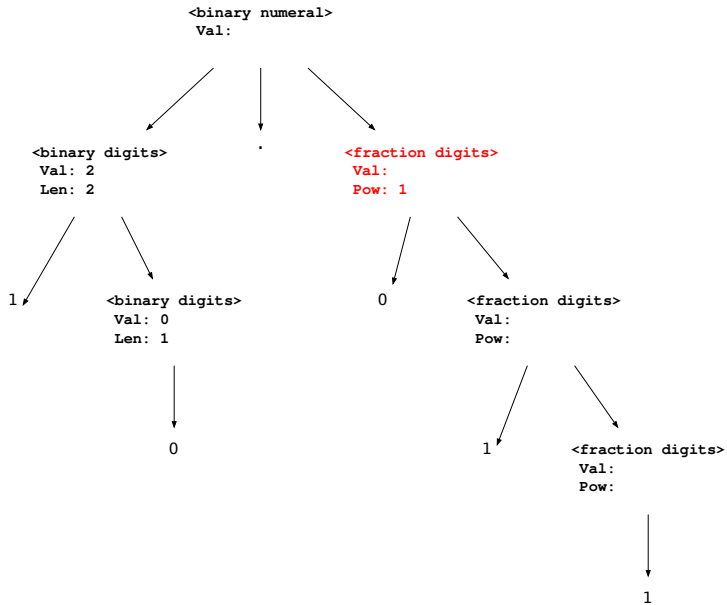 <binary numeral>
Val:
<binary digits>
Val: 2
Len: 2
.
<fraction digits>
Val:
Pow: 1
1
<binary digits>
Val: 0
Len: 1
0
<fraction digits>
Val:
Pow:
0
1
<fraction digits>
Val:
Pow:
1